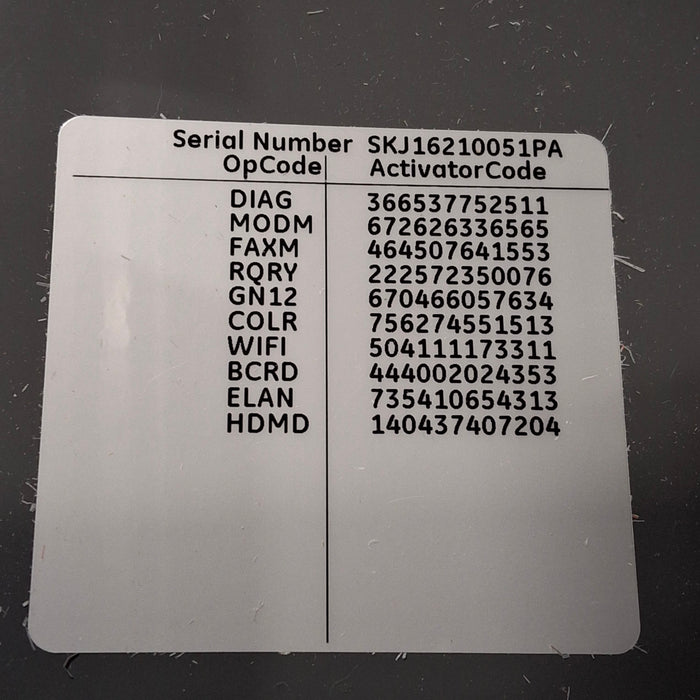 Serial Number SKJ16210051PA
OpCode ActivatorCode
DIAG 366537752511
MODM 672626336565
FAXM 464507641553
RQRY 222572350076
GN12 670466057634
COLR 756274551513
WIFI 504111173311
BCRD 444002024353
ELAN 735410654313
HDMD 140437407204